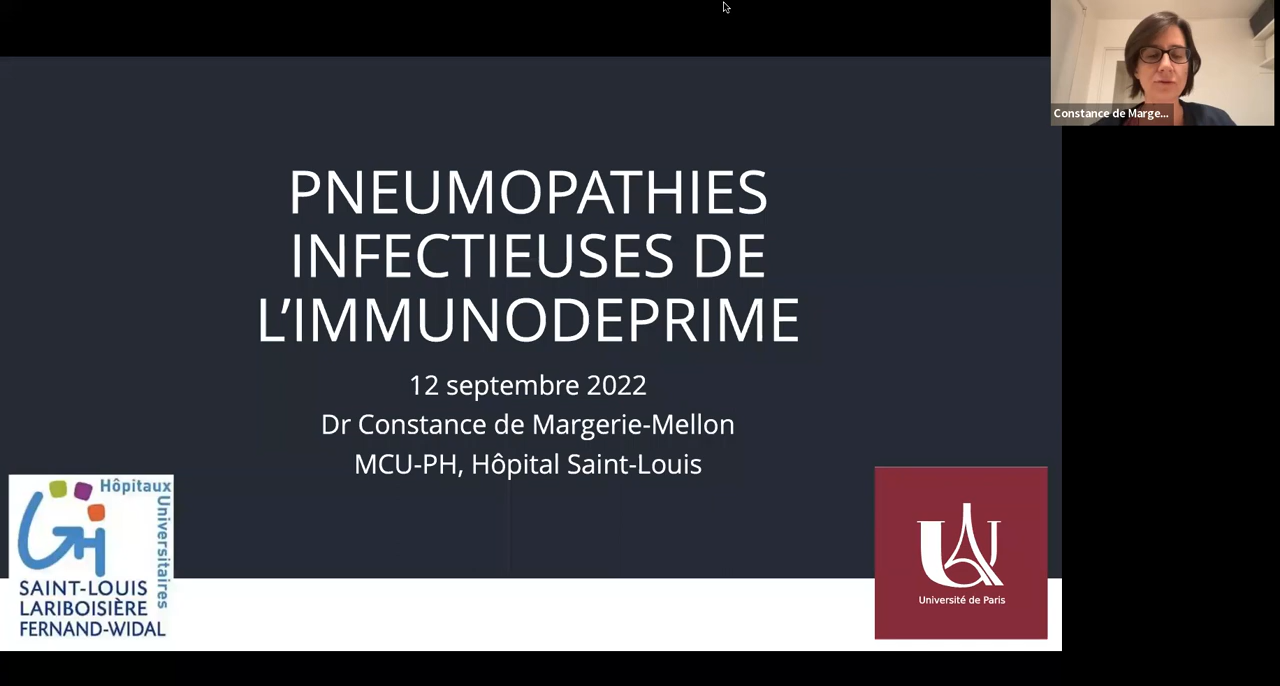 PNEUMOPATHIES
INFECTIEUSES DE
L’IMMUNODEPRIME
12 septembre 2022
Dr Constance de Margerie-Mellon
MCU-PH, Hôpital Saint-Louis
Constance de Marge...
Hôpitaux
Universitaires
GH
SAINT-LOUIS
LARIBOISIÈRE
FERNAND-WIDAL
U
Université de Paris